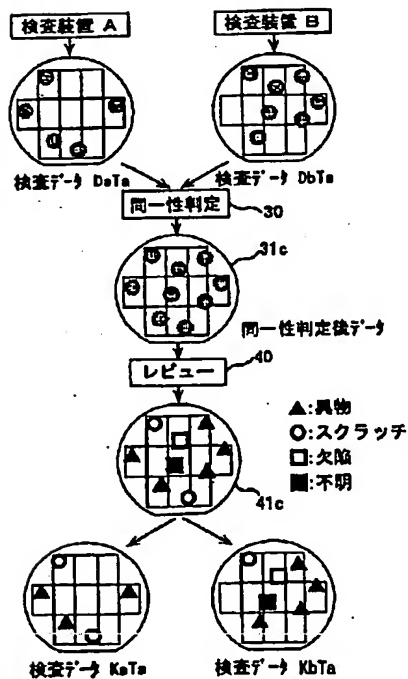 検査装置 A
検査装置 B
検査データ DaTa
検査データ DbTa
同一性判定
30
31c
同一性判定後データ
レビュー
40
▲:異物
○:スクラッチ
□:欠陥
■:不明
41c
検査データ KaTa
検査データ KbTa